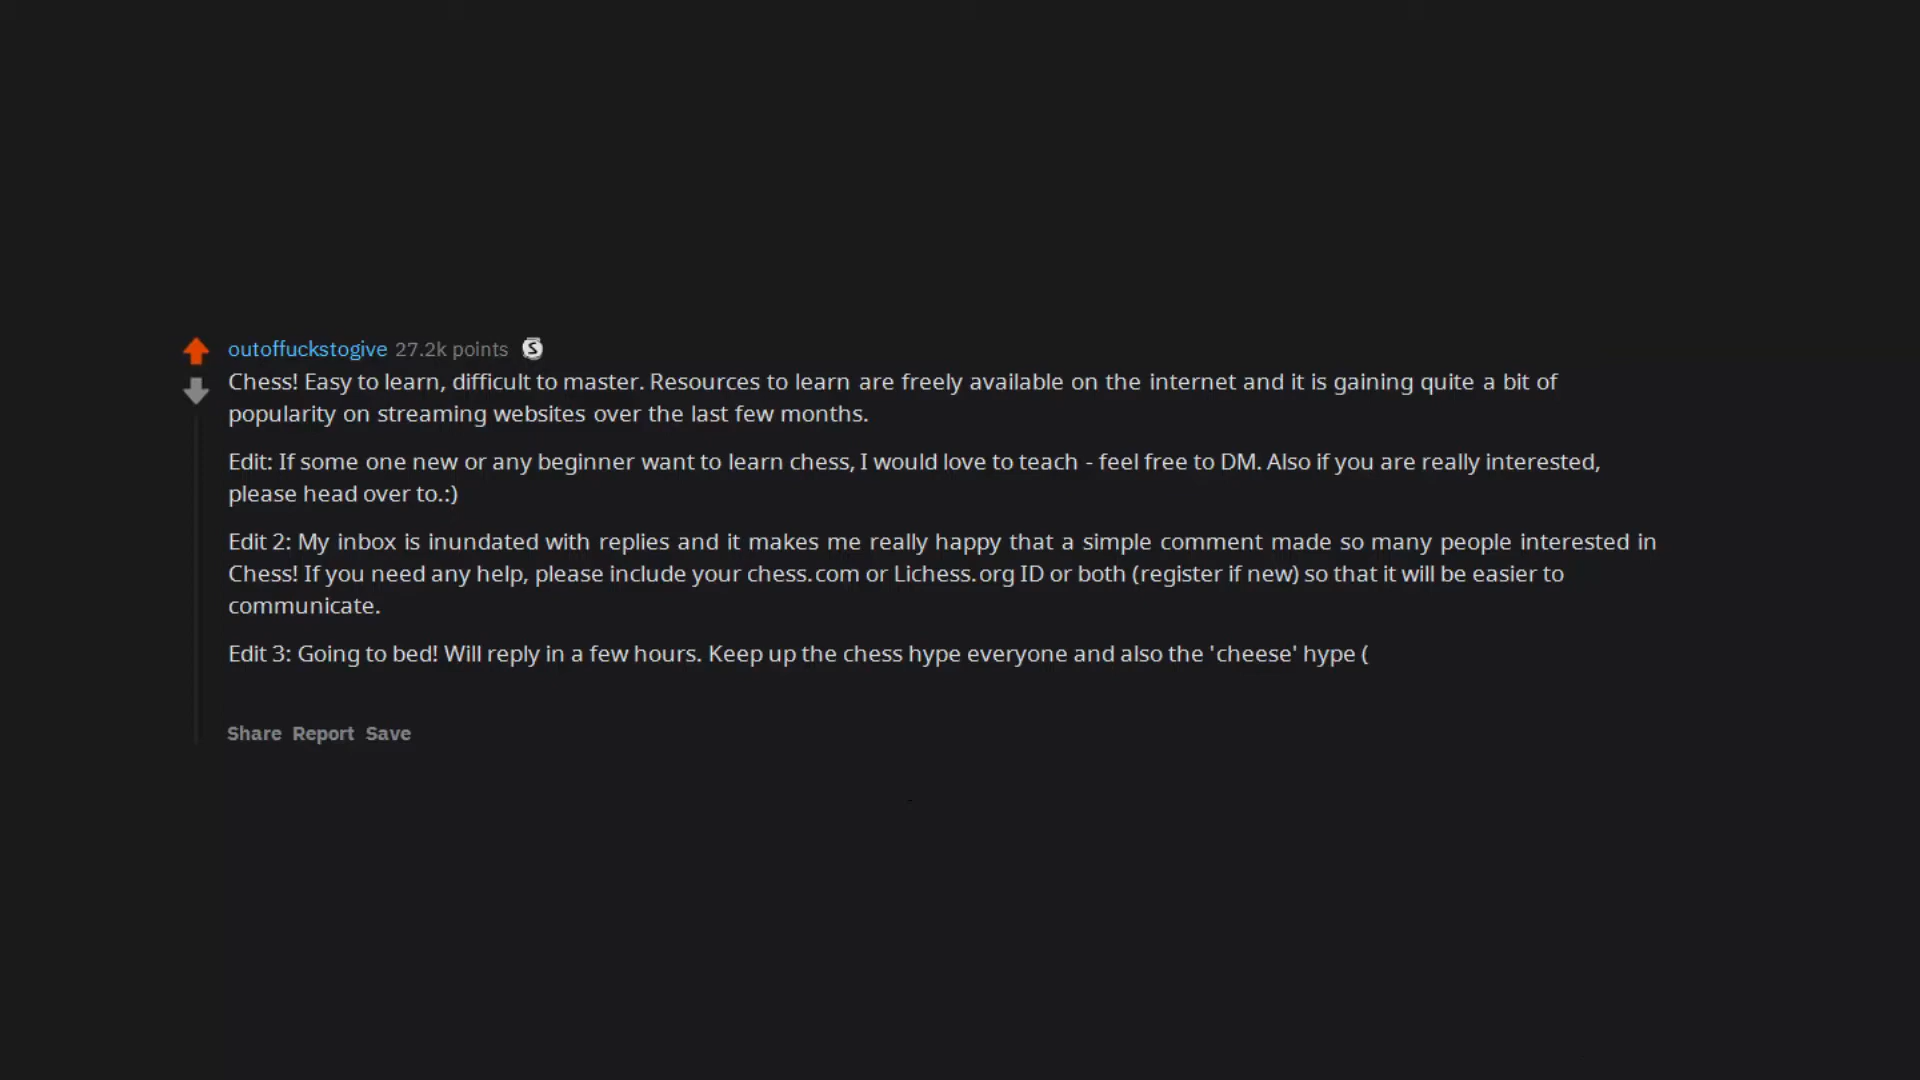 outoffuckstogive 27.2k points S
Chess! Easy to learn, difficult to master. Resources to learn are freely available on the internet and it is gaining quite a bit of
popularity on streaming websites over the last few months.
Edit: If some one new or any beginner want to learn chess, I would love to teach - feel free to DM. Also if you are really interested,
please head over to.:)
Edit 2: My inbox is inundated with replies and it makes me really happy that a simple comment made so many people interested in
Chess! If you need any help, please include your chess.com or Lichess.org ID or both (register if new) so that it will be easier to
communicate.
Edit 3: Going to bed! Will reply in a few hours. Keep up the chess hype everyone and also the 'cheese' hype (
Share Report Save